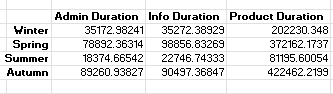 Admin Duration Info Duration Product Duration
Winter 35172.98241 35272.38929 202230.348
Spring 78892.36314 98856.83269 372162.1737
Summer 18374.66542 22746.74333 81195.60054
Autumn 89260.93827 90497.36847 422462.2199